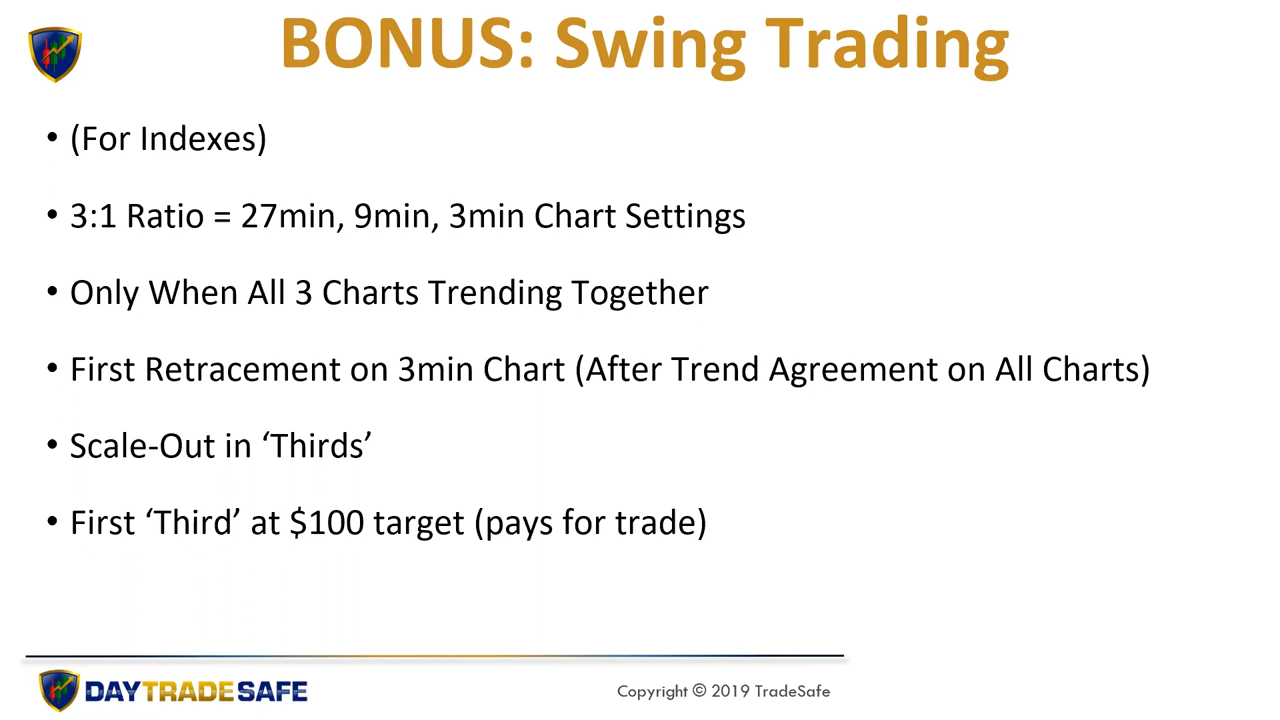 BONUS: Swing Trading
• (For Indexes)
• 3:1 Ratio = 27min, 9min, 3min Chart Settings
• Only When All 3 Charts Trending Together
• First Retracement on 3min Chart (After Trend Agreement on All Charts)
• Scale-Out in ‘Thirds’
• First ‘Third’ at $100 target (pays for trade)
DAYTRADESAFE
Copyright © 2019 TradeSafe